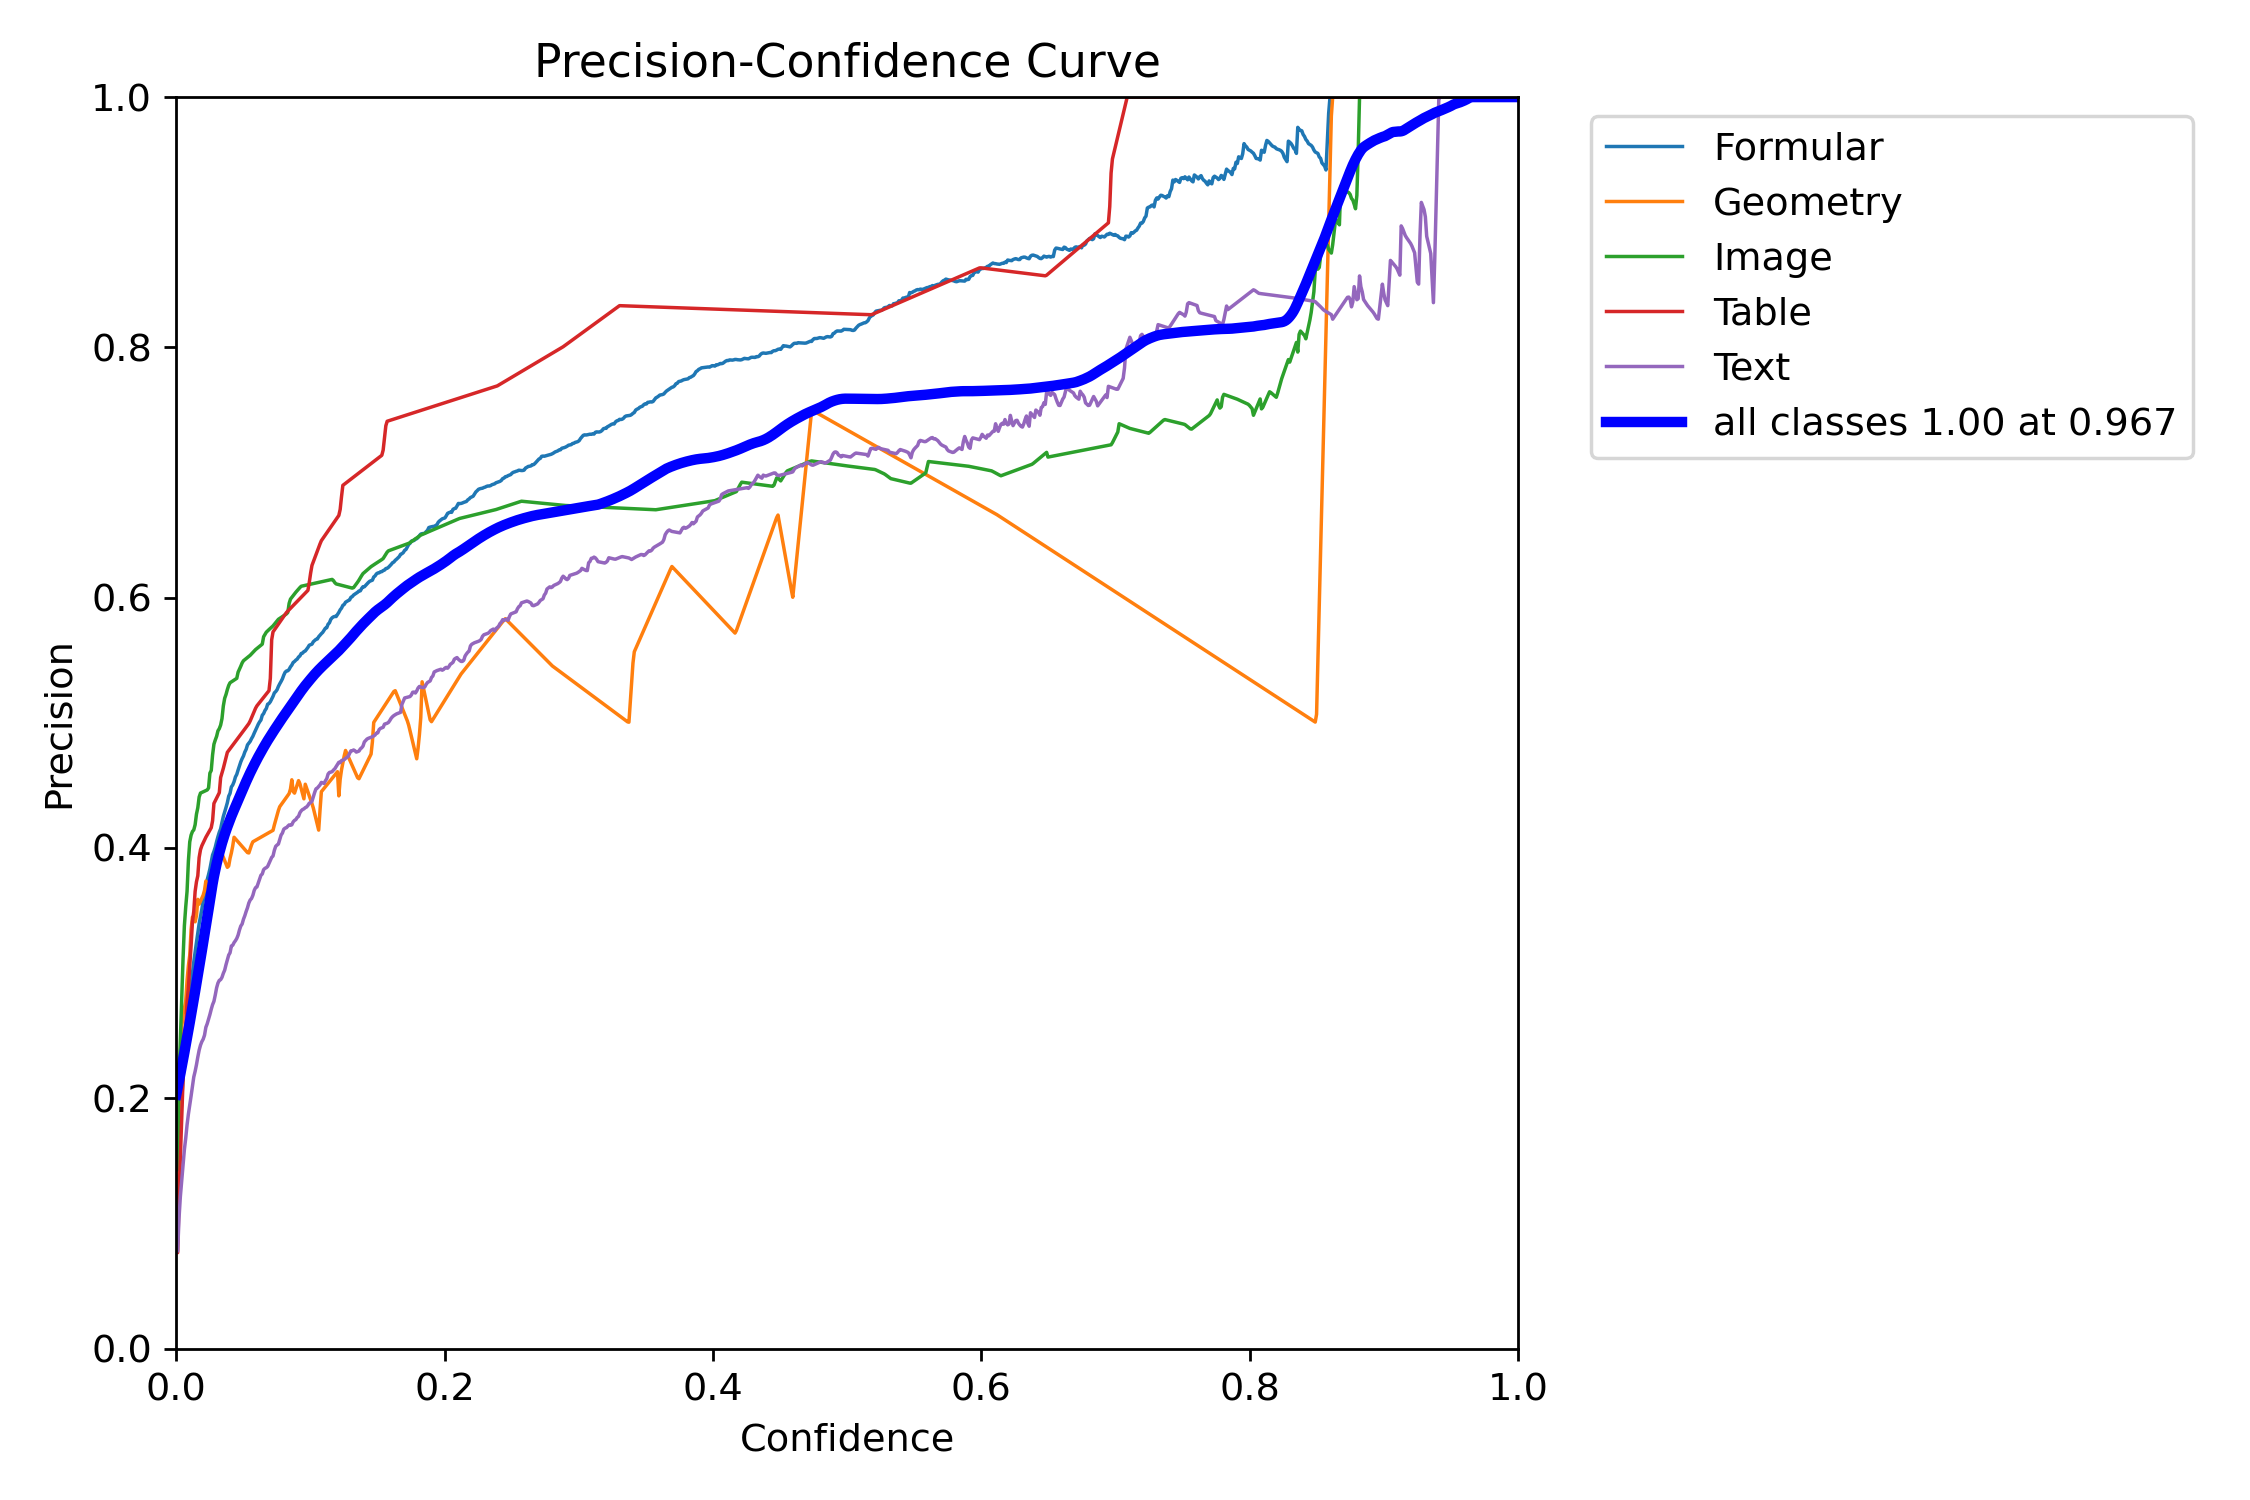 Precision-Confidence Curve
1.0
0.8
0.6
0.4
0.2
0.0
Precision
0.0 0.2 0.4 0.6 0.8 1.0
Confidence
Formular
Geometry
Image
Table
Text
all classes 1.00 at 0.967